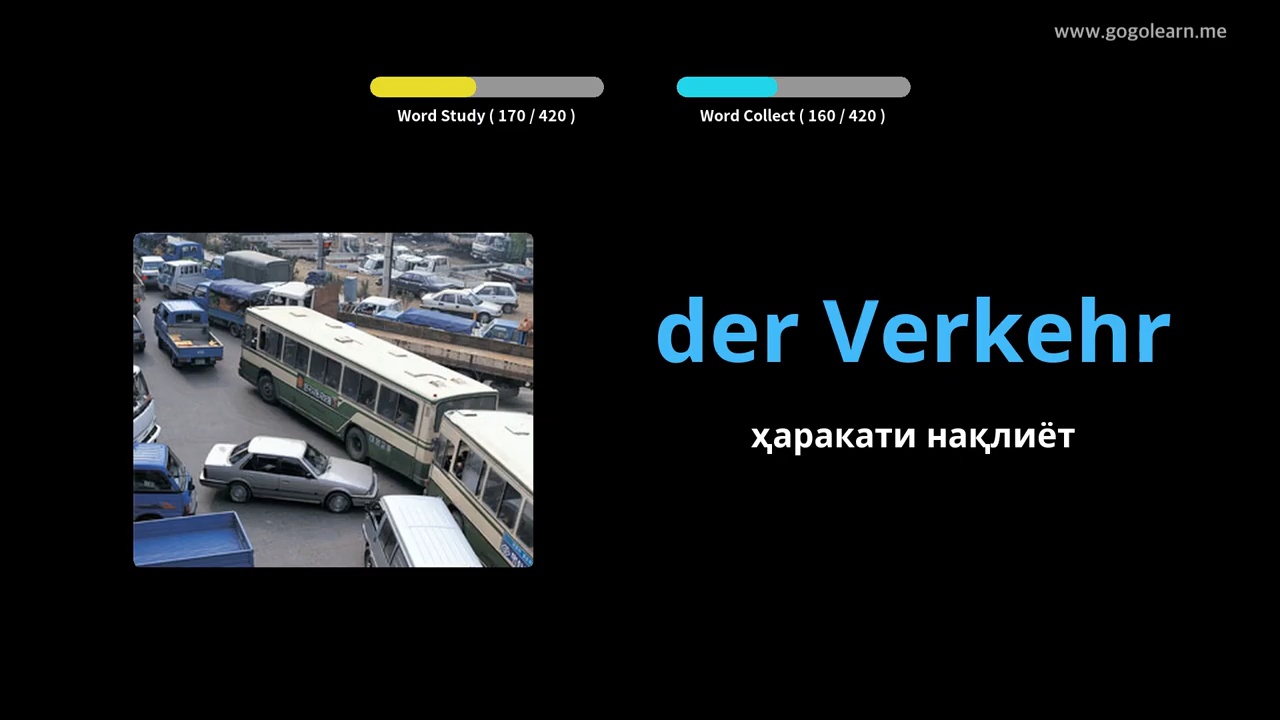 www.gogolearn.me
Word Study ( 170 / 420 )
Word Collect ( 160 / 420 )
der Verkehr
ҳаракати нақлиёт